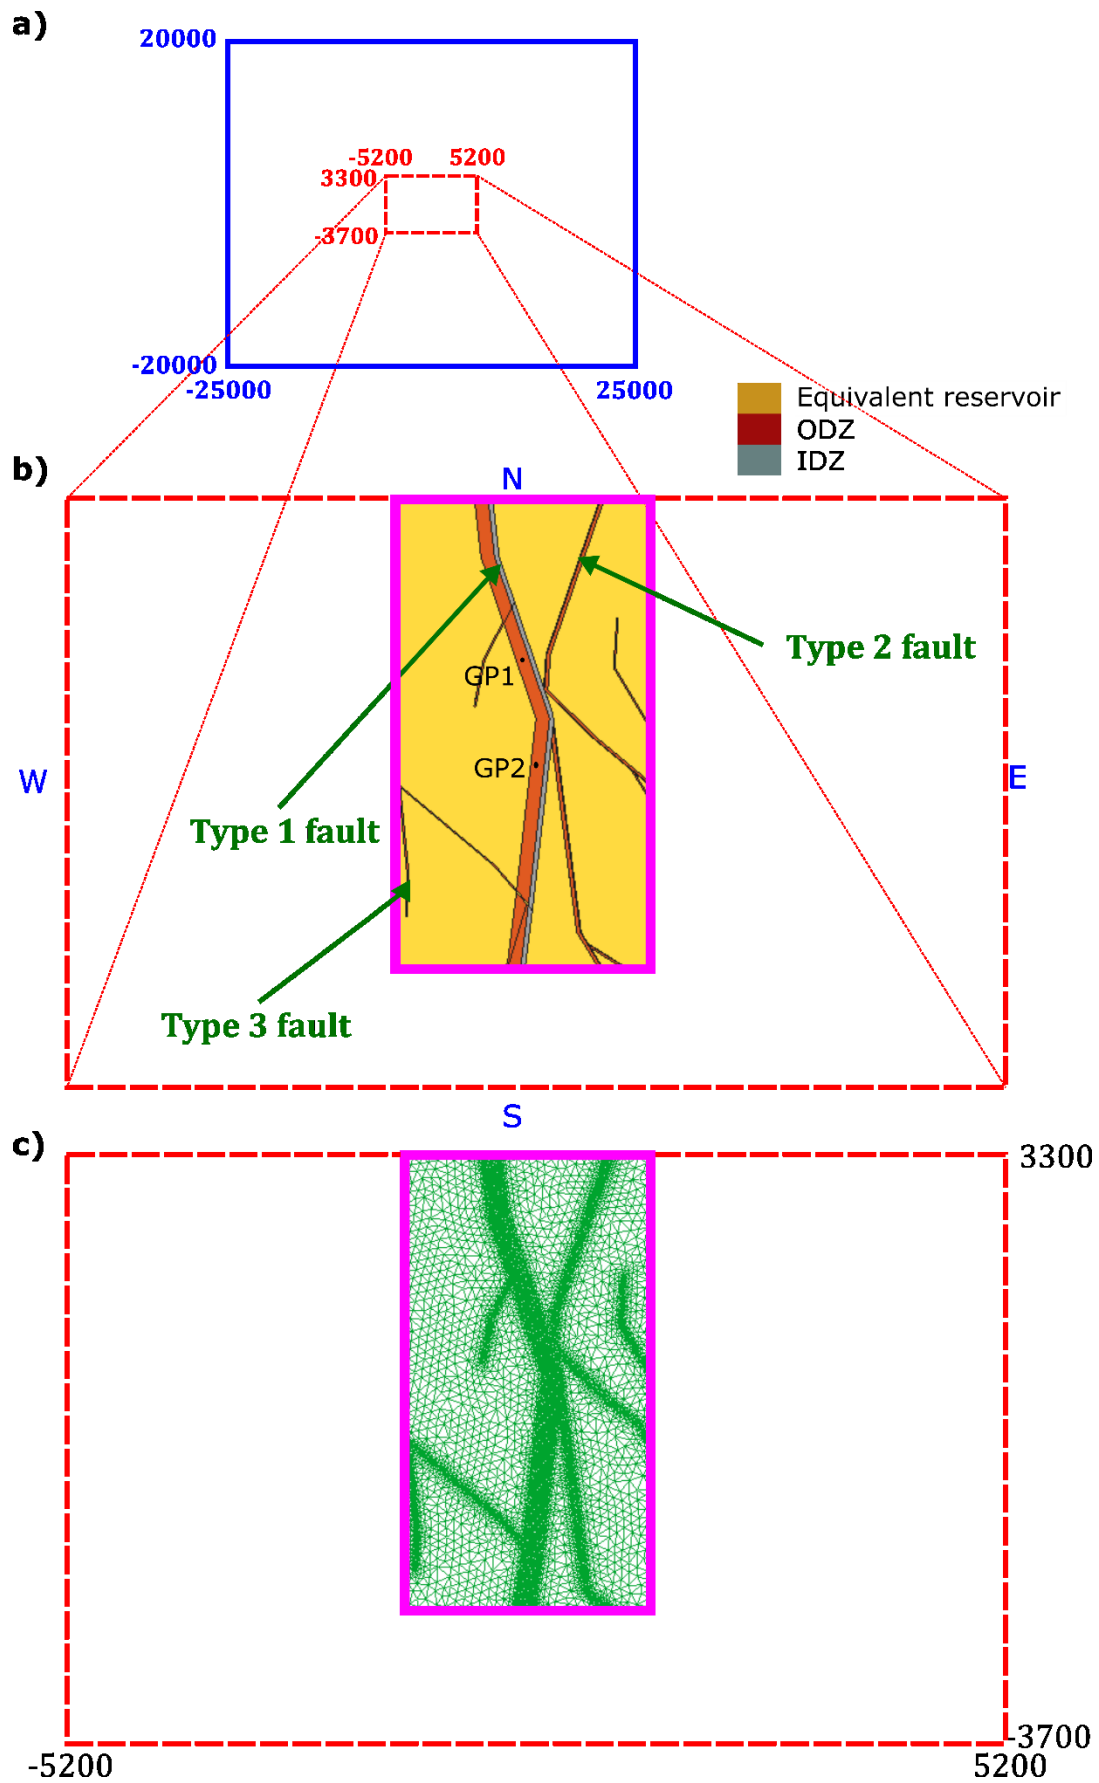 a)
20000
-5200 5200
3300
-3700
-20000
-25000 25000
Equivalent reservoir
ODZ
IDZ
b)
N
Type 2 fault
GP1
GP2
W
E
Type 1 fault
Type 3 fault
S
c)
3300
-3700
-5200 5200